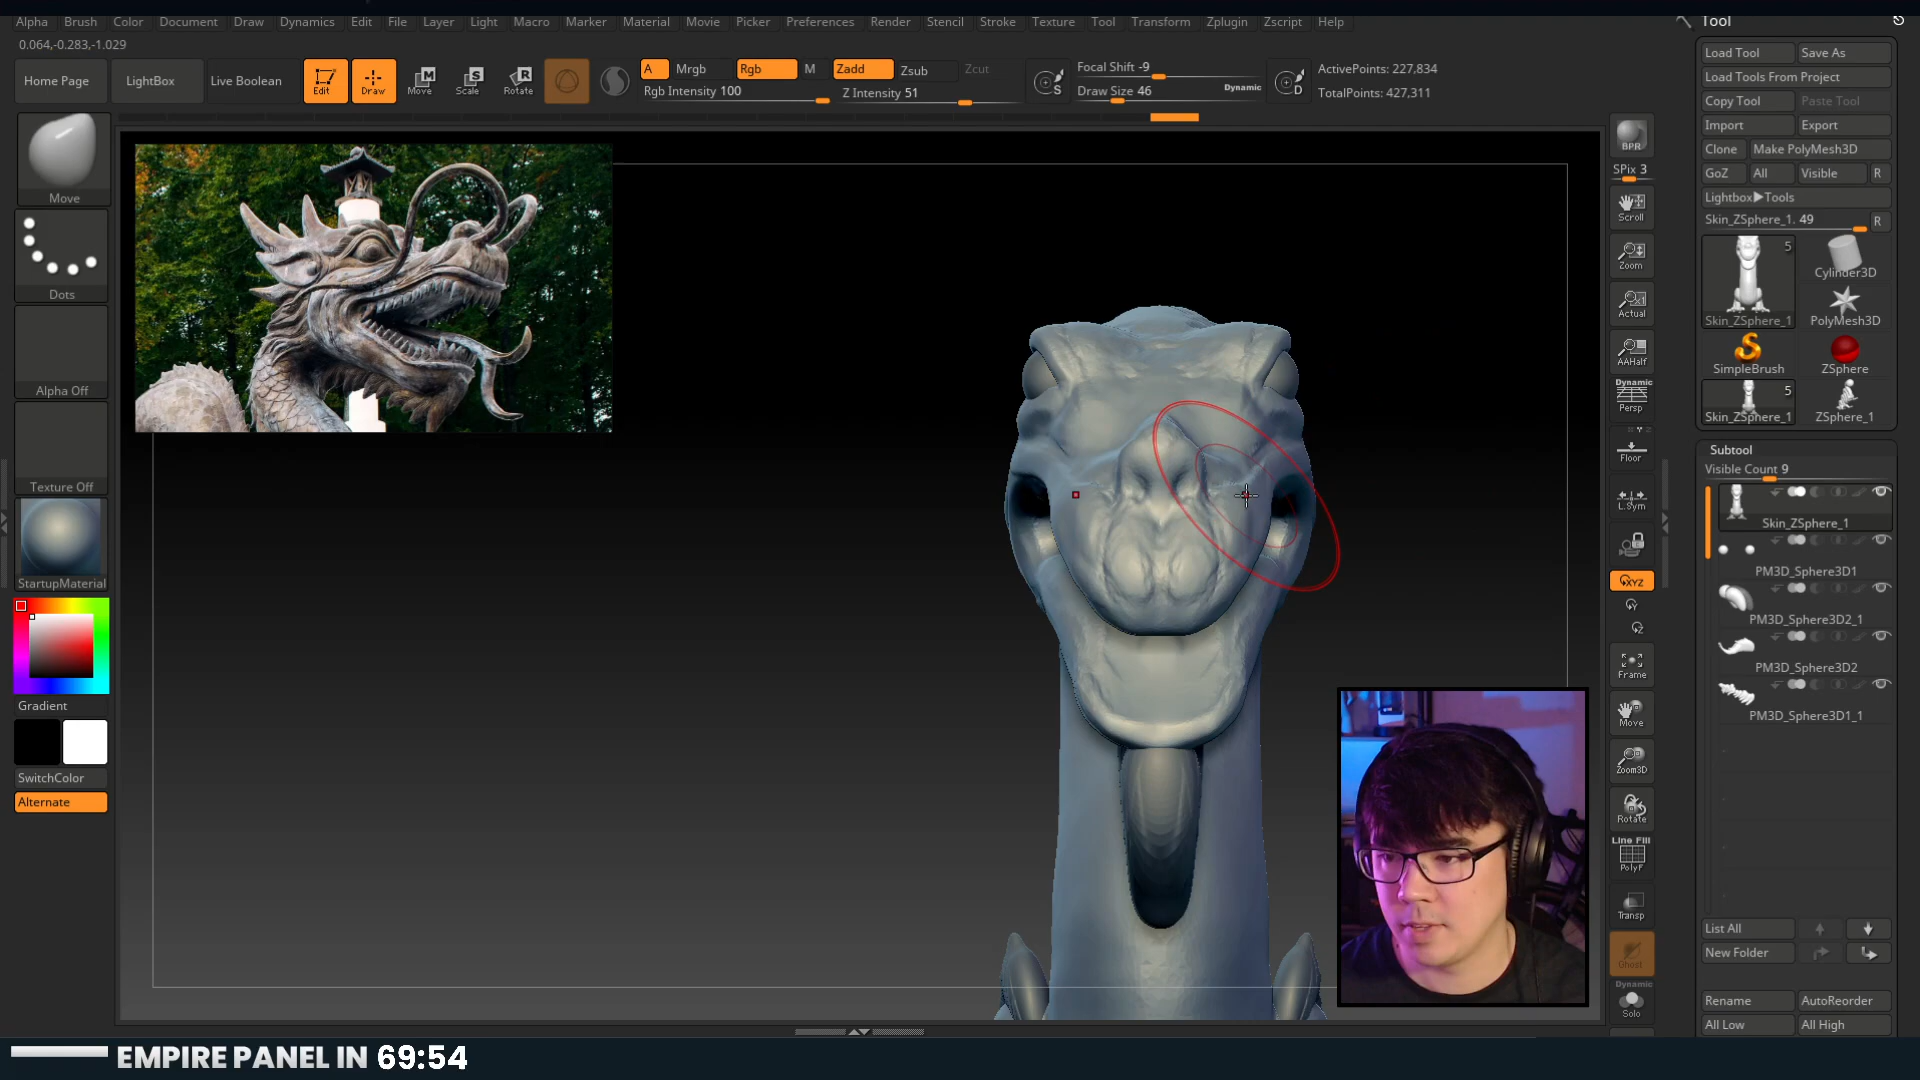 Alpha Brush Color Document Draw Dynamics Edit File Layer Light Macro Marker Material Movie Picker Preferences Render Stencil Stroke Texture Tool Transform Zplugin Zscript Help
Tool
0.064,-0.283,-1.029
Home Page
LightBox
Live Boolean
Edit
Draw
Move
Scale
Rotate
A
Mrgb
Rgb
M
Zadd
Zsub
Zcut
Rgb Intensity 100
Z Intensity 51
S
Focal Shift -9
Draw Size 46
Dynamic
D
ActivePoints: 227,834
TotalPoints: 427,311
Move
Dots
Alpha Off
Texture Off
StartupMaterial
Gradient
SwitchColor
Alternate
BPR
SPix 3
Scroll
Zoom
Actual
AAHalf
Dynamic
Persp
Floor
L.Sym
XYZ
Y
Z
Frame
Move
Zoom3D
Rotate
Line Fill
PolyF
Transp
Ghost
Dynamic
Solo
Load Tool
Save As
Load Tools From Project
Copy Tool
Paste Tool
Import
Export
Clone
Make PolyMesh3D
GoZ
All
Visible
R
Lightbox▶Tools
Skin_ZSphere_1. 49
R
5
Cylinder3D
Skin_ZSphere_1
PolyMesh3D
SimpleBrush
ZSphere
5
Skin_ZSphere_1
ZSphere_1
Subtool
Visible Count 9
Skin_ZSphere_1
PM3D_Sphere3D1
PM3D_Sphere3D2_1
PM3D_Sphere3D2
PM3D_Sphere3D1_1
List All
New Folder
Rename
AutoReorder
All Low
All High
EMPIRE PANEL IN 69:54